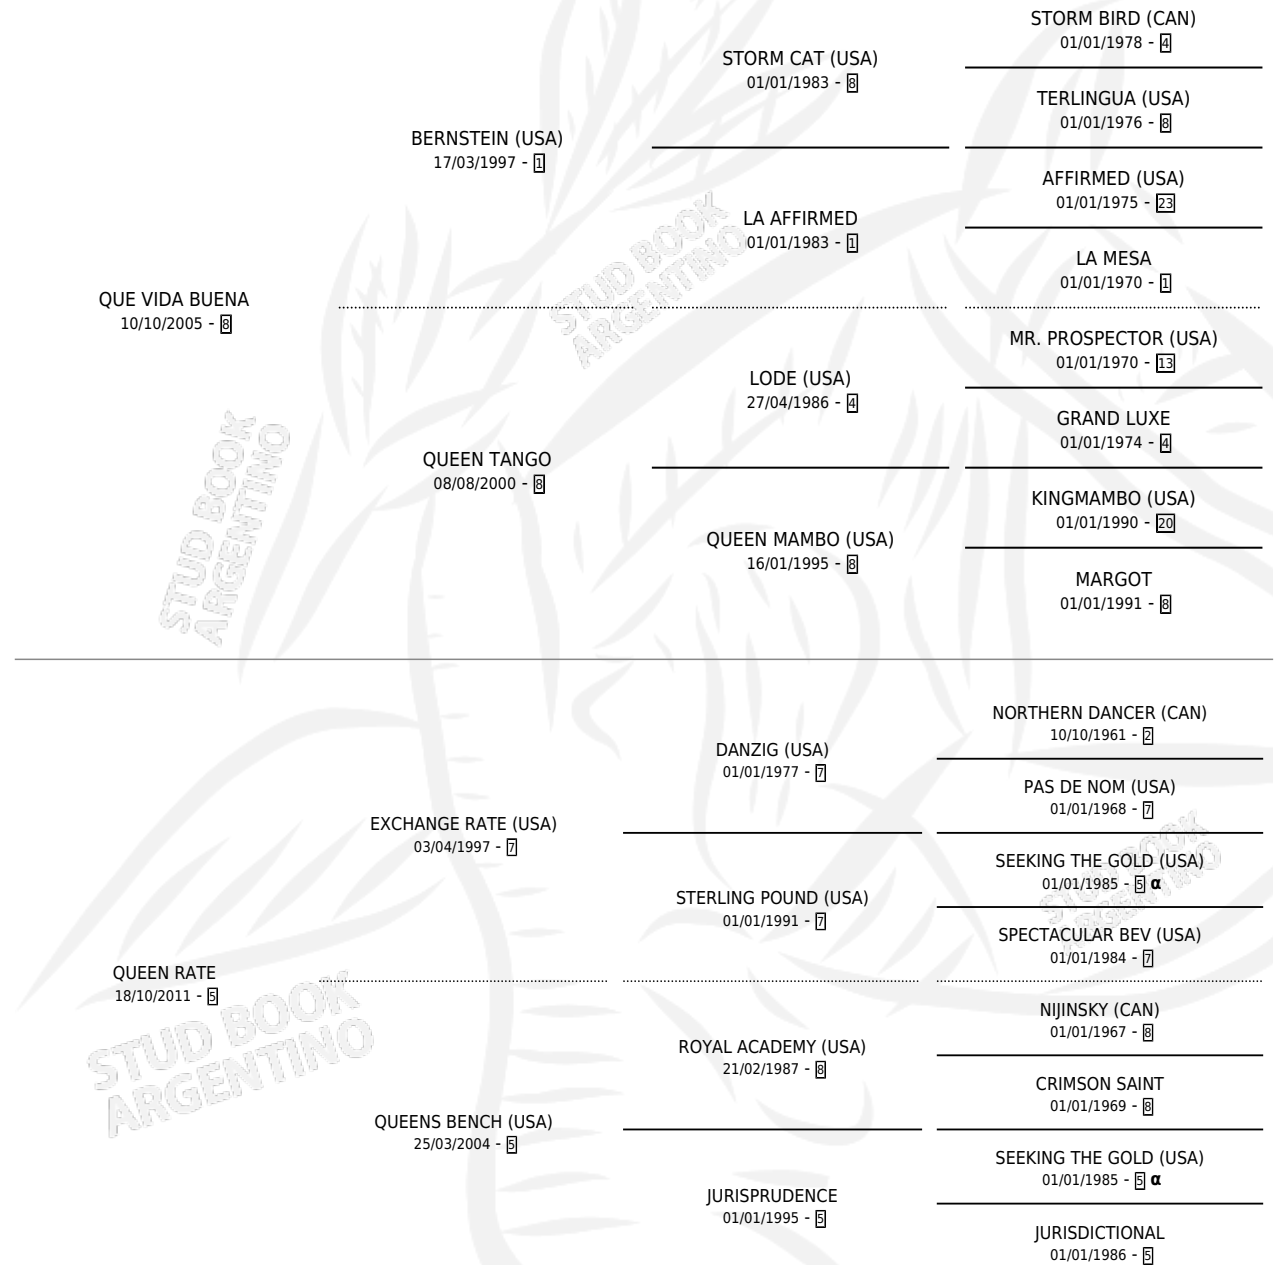 STORM BIRD (CAN)
01/01/1978 - 4
STORM CAT (USA)
01/01/1983 - 8
TERLINGUA (USA)
01/01/1976 - 8
BERNSTEIN (USA)
17/03/1997 - 1
AFFIRMED (USA)
01/01/1975 - 23
LA AFFIRMED
01/01/1983 - 1
LA MESA
01/01/1970 - 1
QUE VIDA BUENA
10/10/2005 - 8
MR. PROSPECTOR (USA)
01/01/1970 - 13
LODE (USA)
27/04/1986 - 4
GRAND LUXE
01/01/1974 - 4
QUEEN TANGO
08/08/2000 - 8
KINGMAMBO (USA)
01/01/1990 - 20
QUEEN MAMBO (USA)
16/01/1995 - 8
MARGOT
01/01/1991 - 8
STUD BOOK
ARGENTINO
STUD BOOK
ARGENTINO
NORTHERN DANCER (CAN)
10/10/1961 - 2
DANZIG (USA)
01/01/1977 - 7
PAS DE NOM (USA)
01/01/1968 - 7
EXCHANGE RATE (USA)
03/04/1997 - 7
SEEKING THE GOLD (USA)
01/01/1985 - 5 α
STERLING POUND (USA)
01/01/1991 - 7
SPECTACULAR BEV (USA)
01/01/1984 - 7
QUEEN RATE
18/10/2011 - 5
NIJINSKY (CAN)
01/01/1967 - 8
ROYAL ACADEMY (USA)
21/02/1987 - 8
CRIMSON SAINT
01/01/1969 - 8
QUEENS BENCH (USA)
25/03/2004 - 5
SEEKING THE GOLD (USA)
01/01/1985 - 5 α
JURISPRUDENCE
01/01/1995 - 5
JURISDICTIONAL
01/01/1986 - 5
STUD BOOK
ARGENTINO
STUD BOOK
ARGENTINO